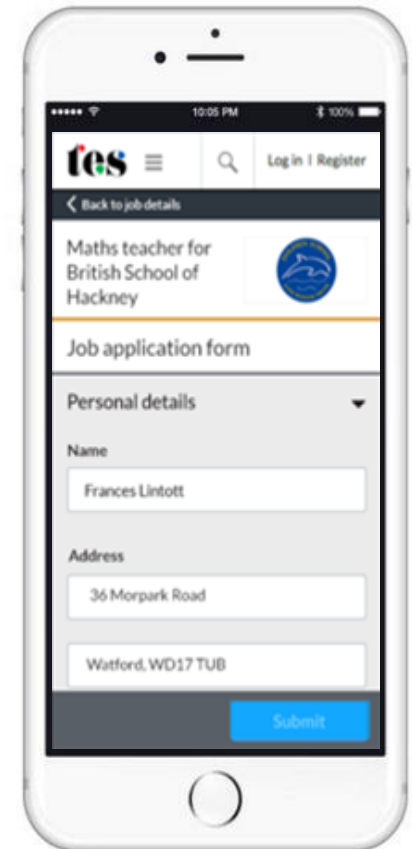 10:05 PM
100%
tes
Log in | Register
Back to job details
Maths teacher for
British School of
Hackney
Job application form
Personal details
Name
Frances Lintott
Address
36 Morpark Road
Watford, WD17 TUB
Submit